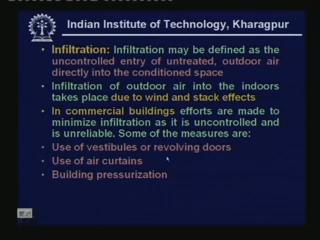 Indian Institute of Technology, Kharagpur
• Infiltration: Infiltration may be defined as the
uncontrolled entry of untreated, outdoor air
directly into the conditioned space
• Infiltration of outdoor air into the indoors
takes place due to wind and stack effects
• In commercial buildings efforts are made to
minimize infiltration as it is uncontrolled and
is unreliable. Some of the measures are:
• Use of vestibules or revolving doors
• Use of air curtains
• Building pressurization